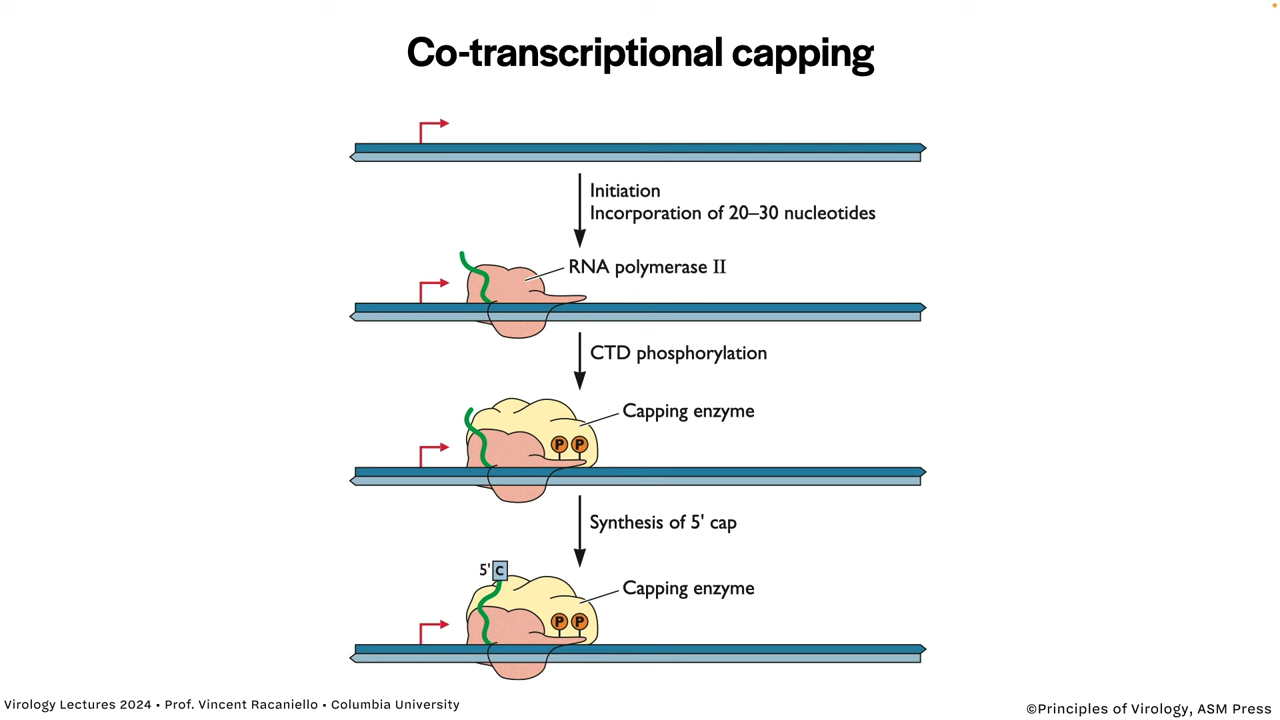 Co-transcriptional capping
Initiation
Incorporation of 20–30 nucleotides
RNA polymerase II
CTD phosphorylation
Capping enzyme
P P
Synthesis of 5' cap
5' C
Capping enzyme
P P
Virology Lectures 2024 • Prof. Vincent Racaniello • Columbia University
©Principles of Virology, ASM Press